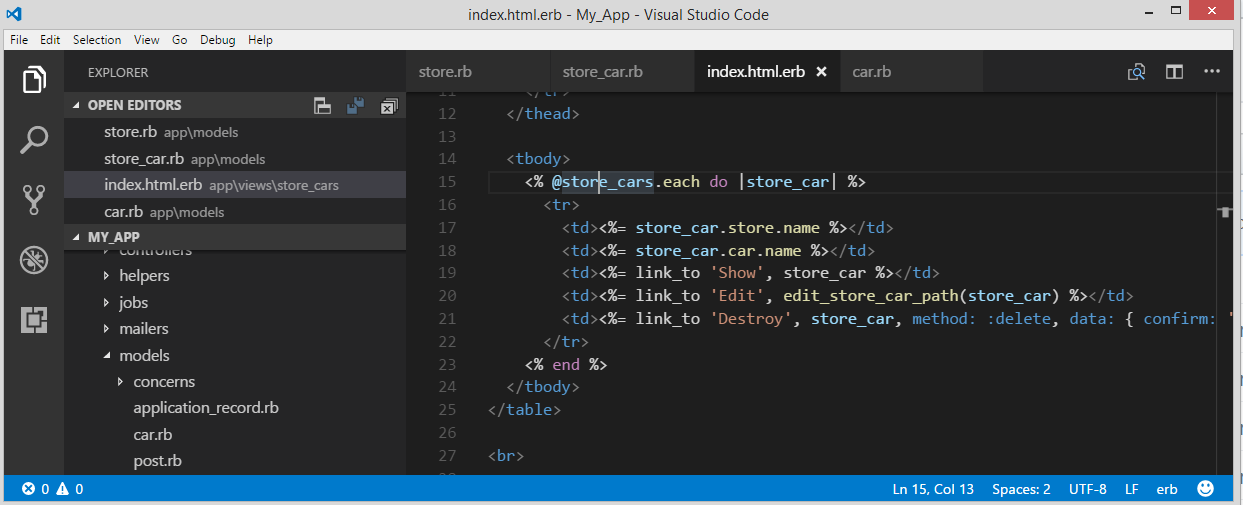 index.html.erb - My_App - Visual Studio Code
File Edit Selection View Go Debug Help
EXPLORER
OPEN EDITORS
store.rb app\models
store_car.rb app\models
index.html.erb app\views\store_cars
car.rb app\models
MY_APP
controllers
helpers
jobs
mailers
models
concerns
application_record.rb
car.rb
post.rb
store.rb store_car.rb index.html.erb car.rb
11 </tr>
12 </thead>
13
14 <tbody>
15 <% @store_cars.each do |store_car| %>
16 <tr>
17 <td><%= store_car.store.name %></td>
18 <td><%= store_car.car.name %></td>
19 <td><%= link_to 'Show', store_car %></td>
20 <td><%= link_to 'Edit', edit_store_car_path(store_car) %></td>
21 <td><%= link_to 'Destroy', store_car, method: :delete, data: { confirm: '
22 </tr>
23 <% end %>
24 </tbody>
25 </table>
26
27 <br>
0 0 Ln 15, Col 13 Spaces: 2 UTF-8 LF erb